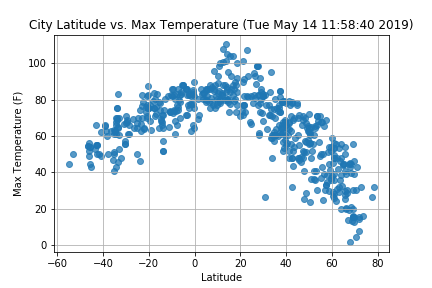 City Latitude vs. Max Temperature (Tue May 14 11:58:40 2019)
Max Temperature (F)
100
80
60
40
20
0
−60 −40 −20 0 20 40 60 80
Latitude